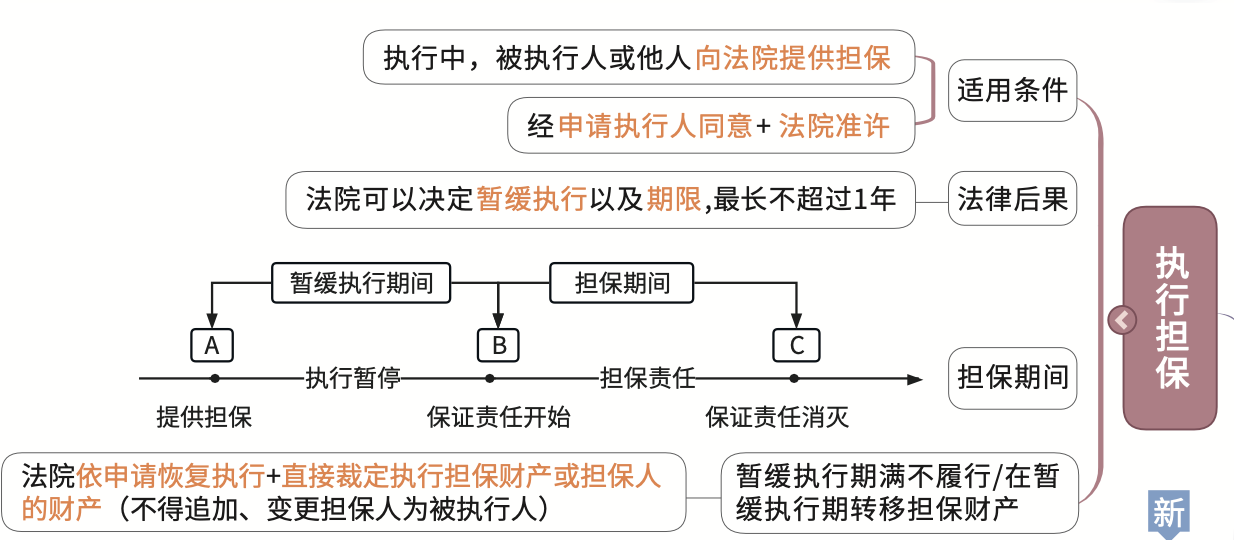 执行中，被执行人或他人向法院提供担保
适用条件
经申请执行人同意+ 法院准许
法院可以决定暂缓执行以及期限,最长不超过1年
法律后果
执行担保
暂缓执行期间
担保期间
A
B
C
执行暂停
担保责任
担保期间
提供担保
保证责任开始
保证责任消灭
法院依申请恢复执行+直接裁定执行担保财产或担保人
的财产（不得追加、变更担保人为被执行人）
暂缓执行期满不履行/在暂
缓执行期转移担保财产
新